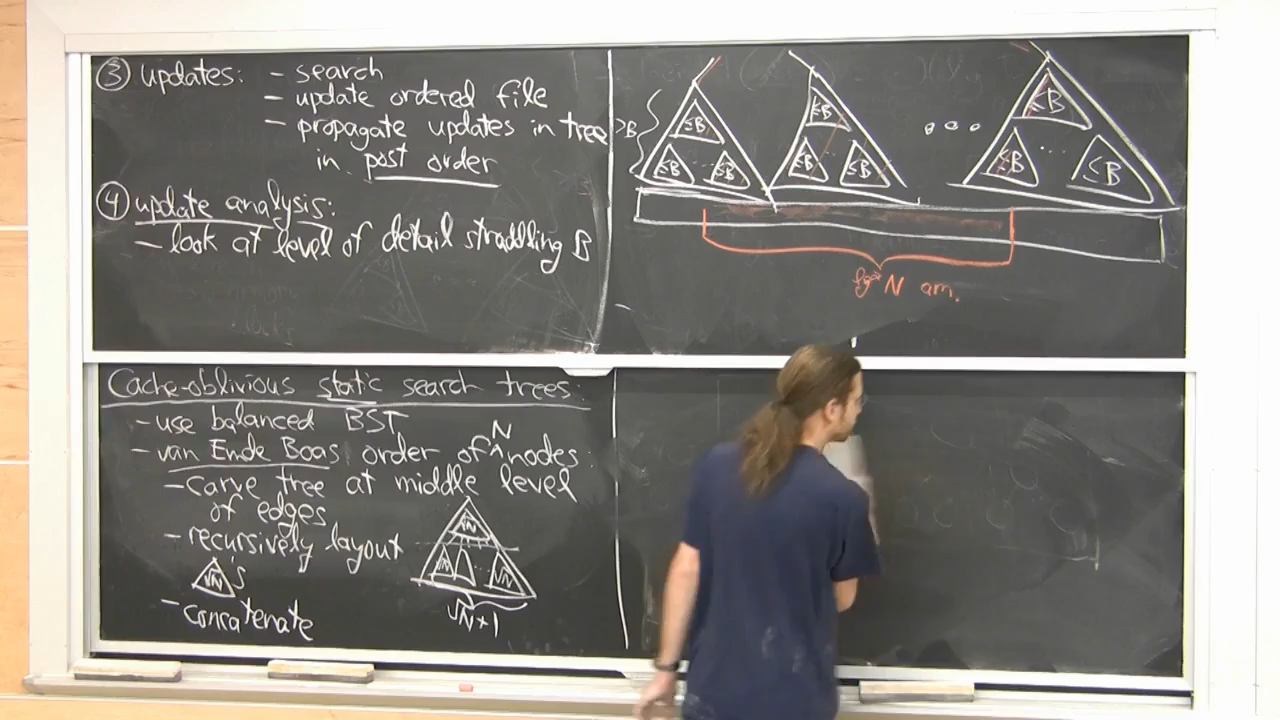 ③ updates: - search
- update ordered file
- propagate updates in tree
in post order
④ update analysis:
- look at level of detail straddling B
>B
≤B
≤B ... ≤B
≤B
≤B ≤B
...
≤B
≤B ... ≤B
N am.
Cache-oblivious static search trees:
- use balanced BST
- van Emde Boas order of N nodes:
- carve tree at middle level
of edges
- recursively layout
√N 's
- concatenate
√N
√N ... √N
√N+1